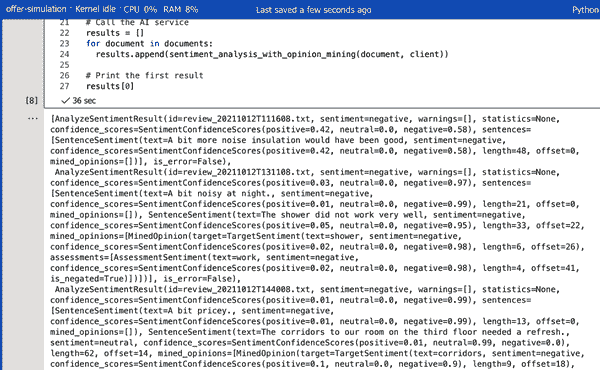 offer-simulation · Kernel idle · CPU 0% RAM 8% Last saved a few seconds ago Python
21 # Call the AI service
22 results = []
23 for document in documents:
24 results.append(sentiment_analysis_with_opinion_mining(document, client))
25
26 # Print the first result
27 results[0]
[8] ✓ 36 sec
... [AnalyzeSentimentResult(id=review_20211012T111608.txt, sentiment=negative, warnings=[], statistics=None,
confidence_scores=SentimentConfidenceScores(positive=0.42, neutral=0.0, negative=0.58), sentences=
[SentenceSentiment(text=A bit more noise insulation would have been good, sentiment=negative,
confidence_scores=SentimentConfidenceScores(positive=0.42, neutral=0.0, negative=0.58), length=48, offset=0,
mined_opinions=[])], is_error=False),
AnalyzeSentimentResult(id=review_20211012T131108.txt, sentiment=negative, warnings=[], statistics=None,
confidence_scores=SentimentConfidenceScores(positive=0.03, neutral=0.0, negative=0.97), sentences=
[SentenceSentiment(text=A bit noisy at night., sentiment=negative,
confidence_scores=SentimentConfidenceScores(positive=0.01, neutral=0.0, negative=0.99), length=21, offset=0,
mined_opinions=[]), SentenceSentiment(text=The shower did not work very well, sentiment=negative,
confidence_scores=SentimentConfidenceScores(positive=0.05, neutral=0.0, negative=0.95), length=33, offset=22,
mined_opinions=[MinedOpinion(target=TargetSentiment(text=shower, sentiment=negative,
confidence_scores=SentimentConfidenceScores(positive=0.02, neutral=0.0, negative=0.98), length=6, offset=26),
assessments=[AssessmentSentiment(text=work, sentiment=negative,
confidence_scores=SentimentConfidenceScores(positive=0.02, neutral=0.0, negative=0.98), length=4, offset=41,
is_negated=True)])])], is_error=False),
AnalyzeSentimentResult(id=review_20211012T144008.txt, sentiment=negative, warnings=[], statistics=None,
confidence_scores=SentimentConfidenceScores(positive=0.01, neutral=0.0, negative=0.99), sentences=
[SentenceSentiment(text=A bit pricey., sentiment=negative,
confidence_scores=SentimentConfidenceScores(positive=0.01, neutral=0.0, negative=0.99), length=13, offset=0,
mined_opinions=[]), SentenceSentiment(text=The corridors to our room on the third floor needed a refresh.,
sentiment=neutral, confidence_scores=SentimentConfidenceScores(positive=0.01, neutral=0.99, negative=0.0),
length=62, offset=14, mined_opinions=[MinedOpinion(target=TargetSentiment(text=corridors, sentiment=negative,
confidence_scores=SentimentConfidenceScores(positive=0.1, neutral=0.0, negative=0.9), length=9, offset=18),